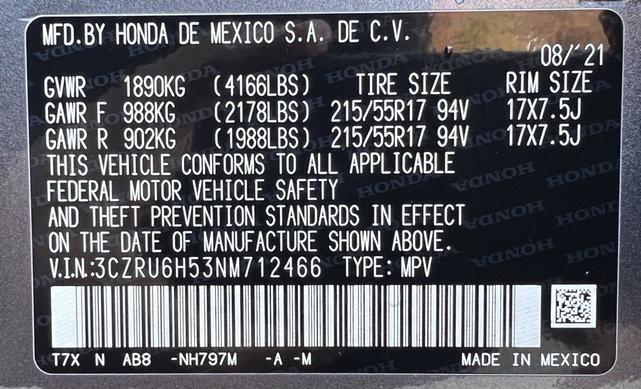 MFD.BY HONDA DE MEXICO S.A. DE C.V.
08/'21
GVWR 1890KG (4166LBS) TIRE SIZE RIM SIZE
GAWR F 988KG (2178LBS) 215/55R17 94V 17X7.5J
GAWR R 902KG (1988LBS) 215/55R17 94V 17X7.5J
THIS VEHICLE CONFORMS TO ALL APPLICABLE
FEDERAL MOTOR VEHICLE SAFETY
AND THEFT PREVENTION STANDARDS IN EFFECT
ON THE DATE OF MANUFACTURE SHOWN ABOVE.
V.I.N.:3CZRU6H53NM712466 TYPE: MPV
T7X N AB8 -NH797M -A -M MADE IN MEXICO